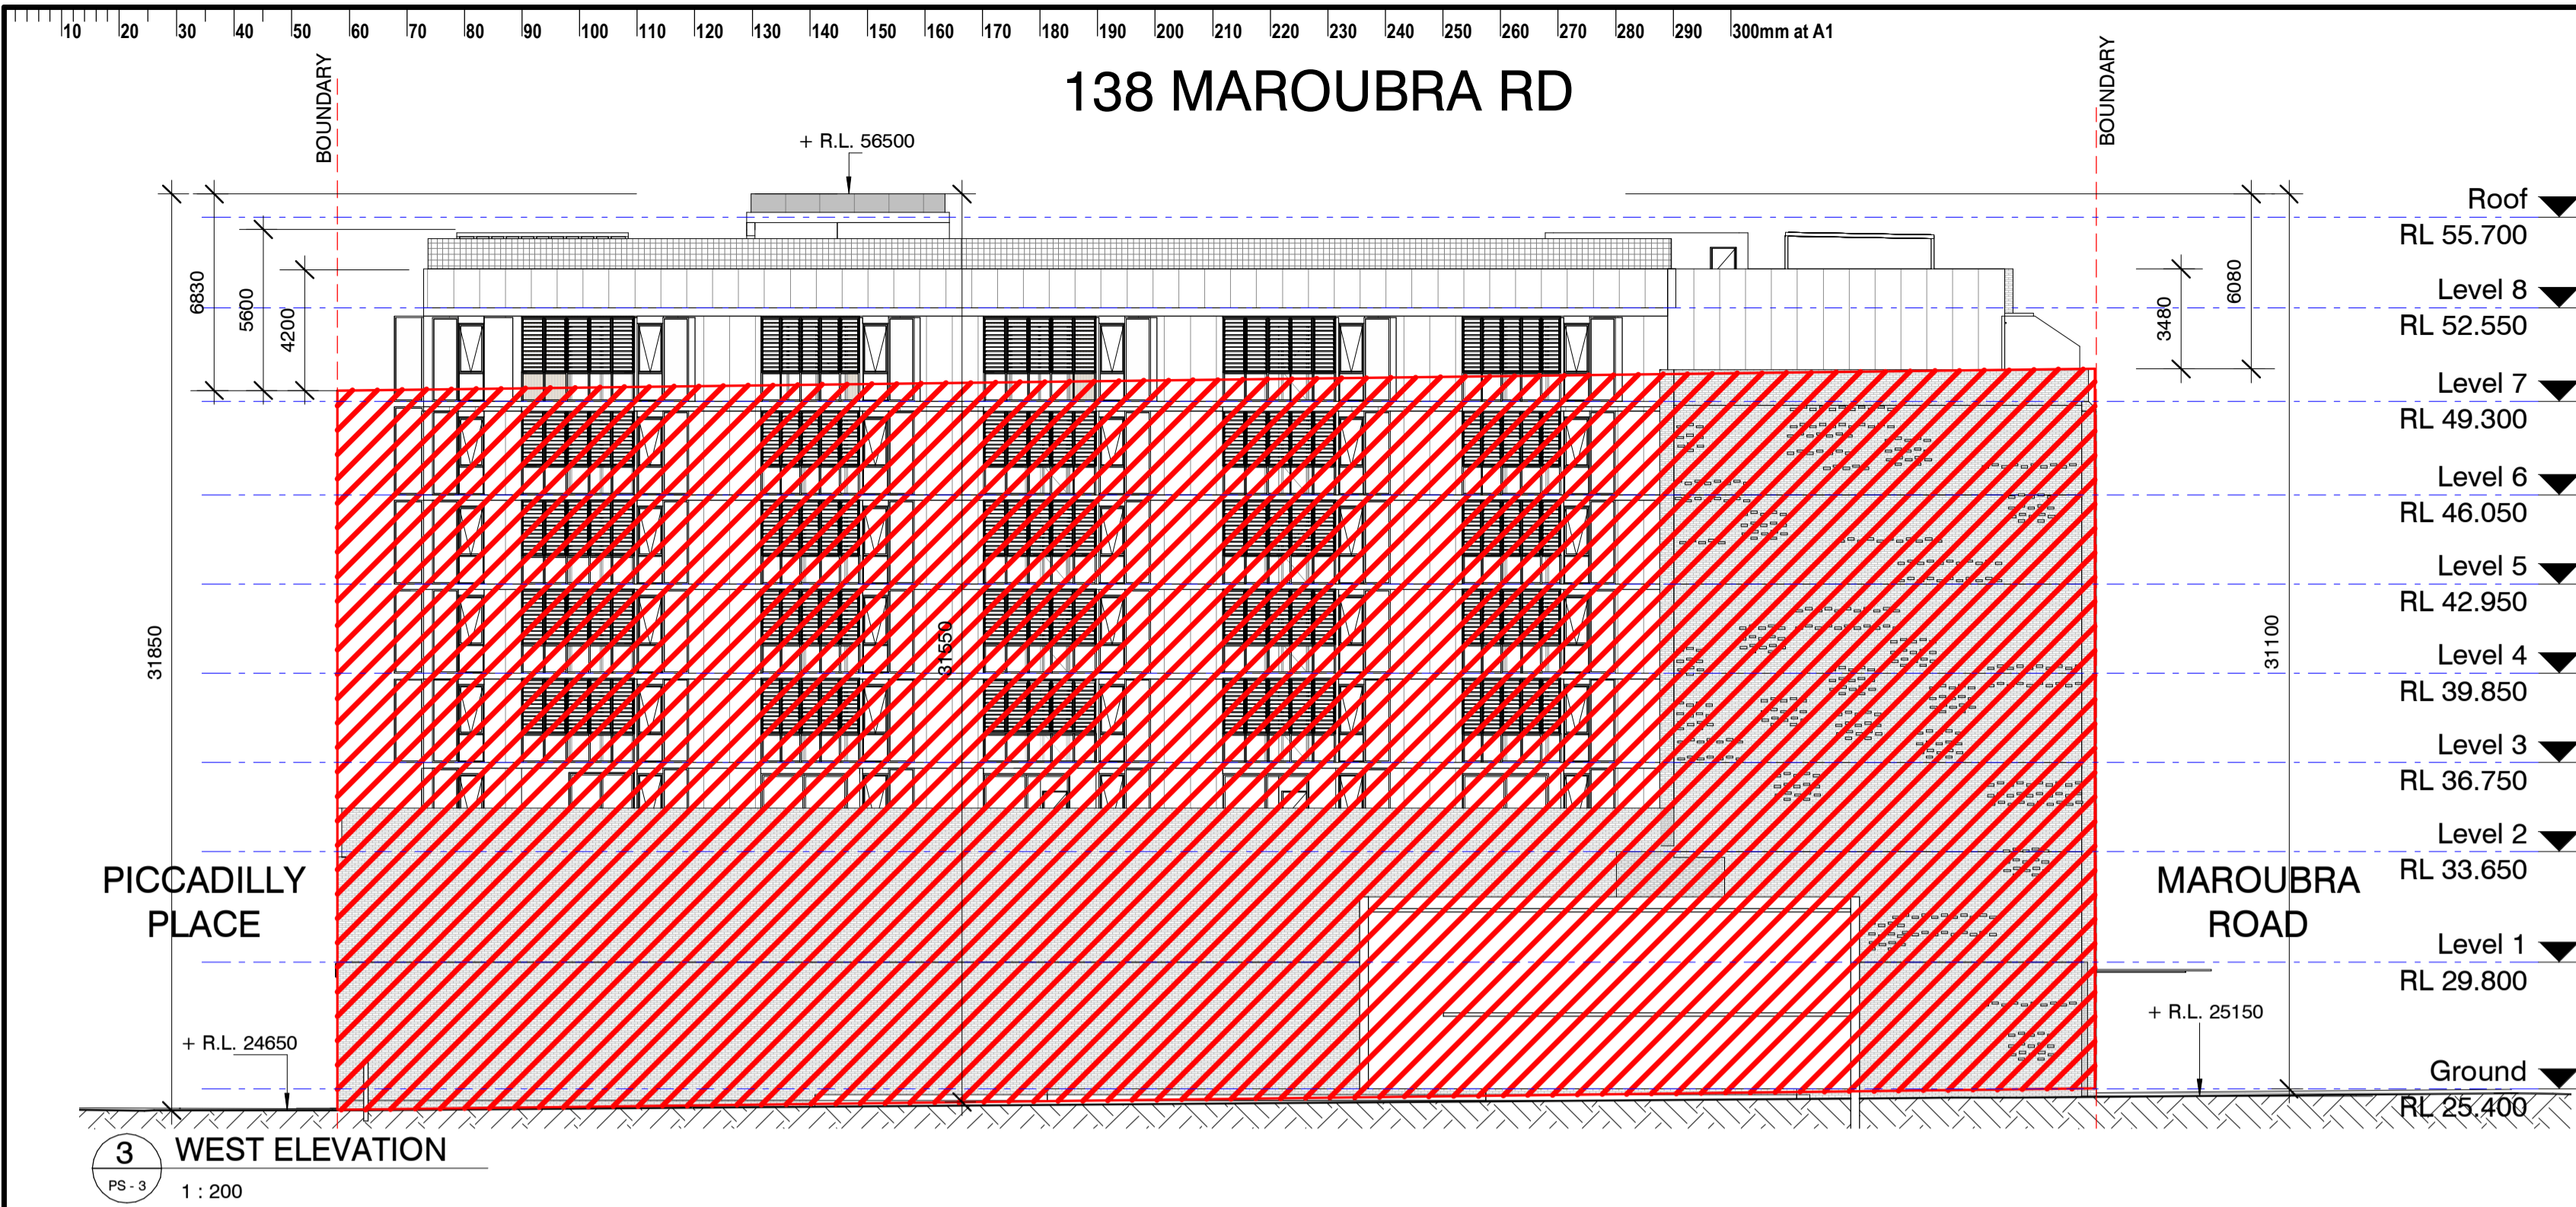 10 20 30 40 50 60 70 80 90 100 110 120 130 140 150 160 170 180 190 200 210 220 230 240 250 260 270 280 290 300mm at A1
138 MAROUBRA RD
BOUNDARY
BOUNDARY
+ R.L. 56500
Roof
RL 55.700
Level 8
RL 52.550
Level 7
RL 49.300
Level 6
RL 46.050
Level 5
RL 42.950
Level 4
RL 39.850
Level 3
RL 36.750
Level 2
RL 33.650
Level 1
RL 29.800
Ground
RL 25.400
6830
5600
4200
31850
31550
3480
6080
31100
PICCADILLY
PLACE
MAROUBRA
ROAD
+ R.L. 24650
+ R.L. 25150
3
PS - 3
WEST ELEVATION
1 : 200